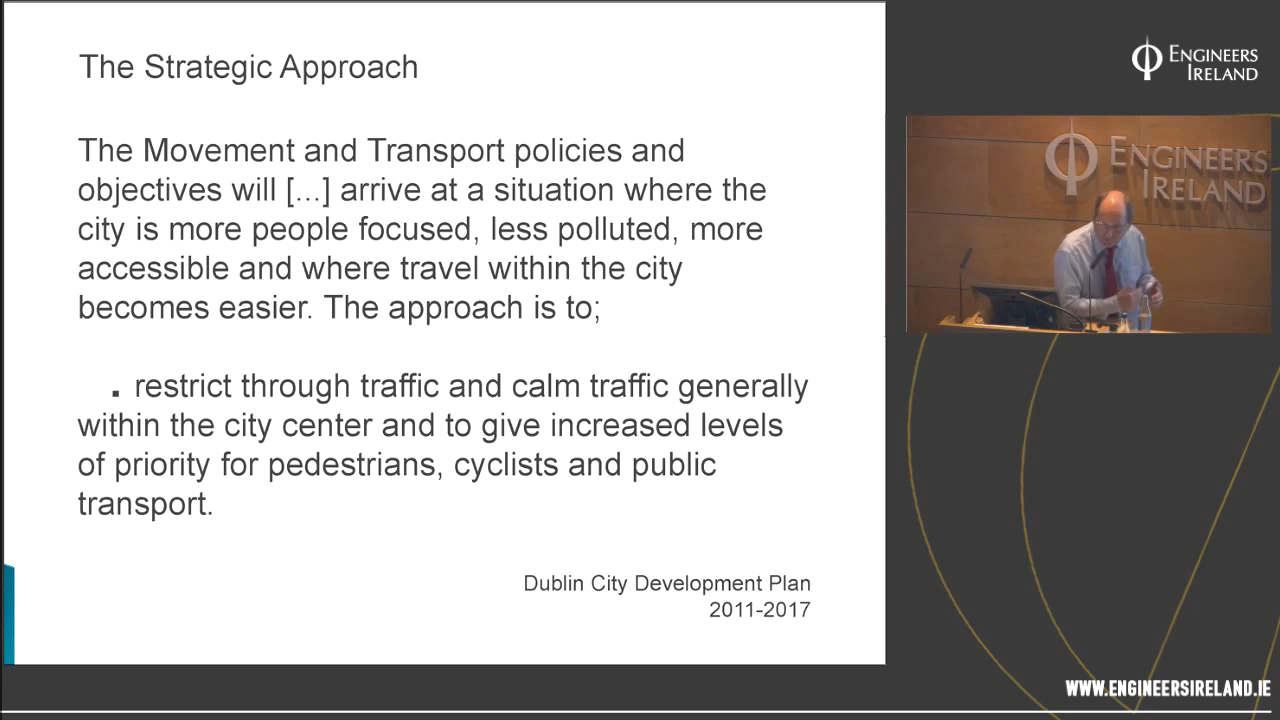 The Strategic Approach
The Movement and Transport policies and
objectives will [...] arrive at a situation where the
city is more people focused, less polluted, more
accessible and where travel within the city
becomes easier. The approach is to;
. restrict through traffic and calm traffic generally
within the city center and to give increased levels
of priority for pedestrians, cyclists and public
transport.
Dublin City Development Plan
2011-2017
ENGINEERS
IRELAND
ENGINEERS
IRELAND
WWW.ENGINEERSIRELAND.IE